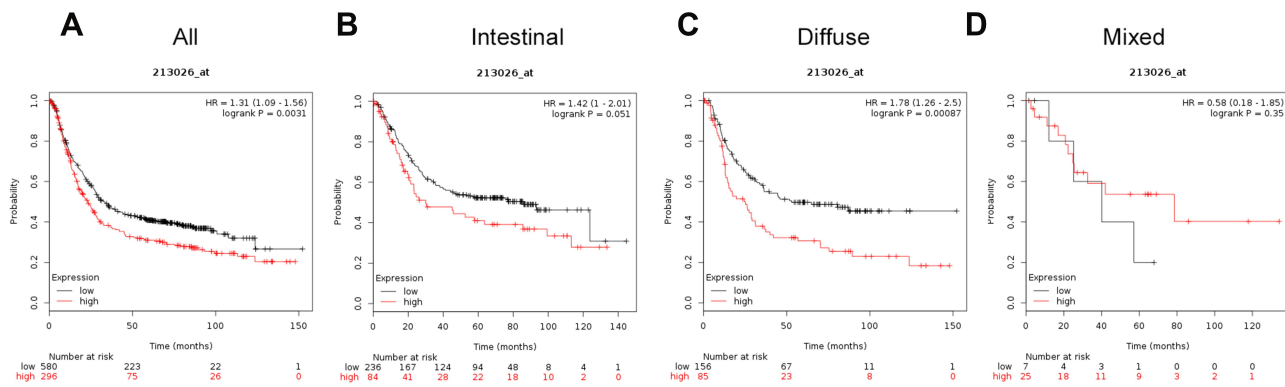 A All
213026_at
HR = 1.31 (1.09 - 1.56)
logrank P = 0.0031
Probability
1.0
0.8
0.6
0.4
0.2
0.0
Expression
low
high
0 50 100 150
Time (months)
Number at risk
low 580 223 22 1
high 296 75 26 0
B Intestinal
213026_at
HR = 1.42 (1 - 2.01)
logrank P = 0.051
Probability
1.0
0.8
0.6
0.4
0.2
0.0
Expression
low
high
0 20 40 60 80 100 120 140
Time (months)
Number at risk
low 236 167 124 94 48 8 4 1
high 84 41 28 22 18 10 2 0
C Diffuse
213026_at
HR = 1.78 (1.26 - 2.5)
logrank P = 0.00087
Probability
1.0
0.8
0.6
0.4
0.2
0.0
Expression
low
high
0 50 100 150
Time (months)
Number at risk
low 156 67 11 1
high 85 23 8 0
D Mixed
213026_at
HR = 0.58 (0.18 - 1.85)
logrank P = 0.35
Probability
1.0
0.8
0.6
0.4
0.2
0.0
Expression
low
high
0 20 40 60 80 100 120
Time (months)
Number at risk
low 7 4 3 1 0 0 0
high 25 18 11 9 3 2 1